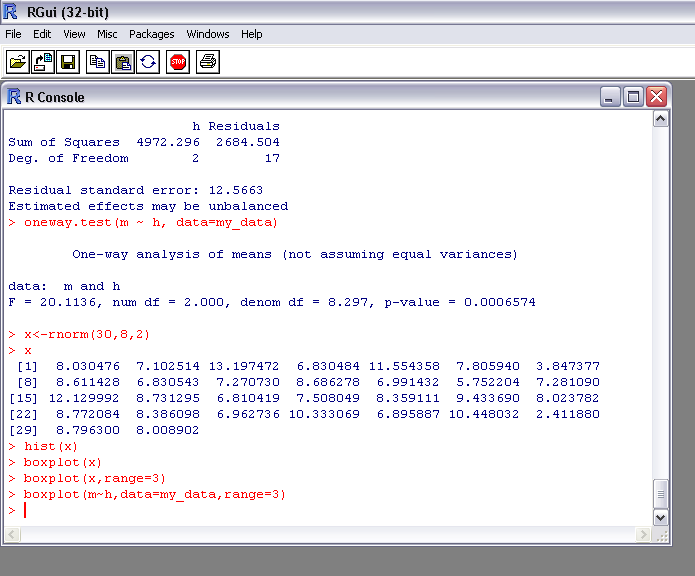 RGui (32-bit)
File Edit View Misc Packages Windows Help
STOP
R Console
h Residuals
Sum of Squares 4972.296 2684.504
Deg. of Freedom 2 17
Residual standard error: 12.5663
Estimated effects may be unbalanced
> oneway.test(m ~ h, data=my_data)
One-way analysis of means (not assuming equal variances)
data: m and h
F = 20.1136, num df = 2.000, denom df = 8.297, p-value = 0.0006574
> x<-rnorm(30,8,2)
> x
[1] 8.030476 7.102514 13.197472 6.830484 11.554358 7.805940 3.847377
[8] 8.611428 6.830543 7.270730 8.686278 6.991432 5.752204 7.281090
[15] 12.129992 8.731295 6.810419 7.508049 8.359111 9.433690 8.023782
[22] 8.772084 8.386098 6.962736 10.333069 6.895887 10.448032 2.411880
[29] 8.796300 8.008902
> hist(x)
> boxplot(x)
> boxplot(x,range=3)
> boxplot(m~h,data=my_data,range=3)
>